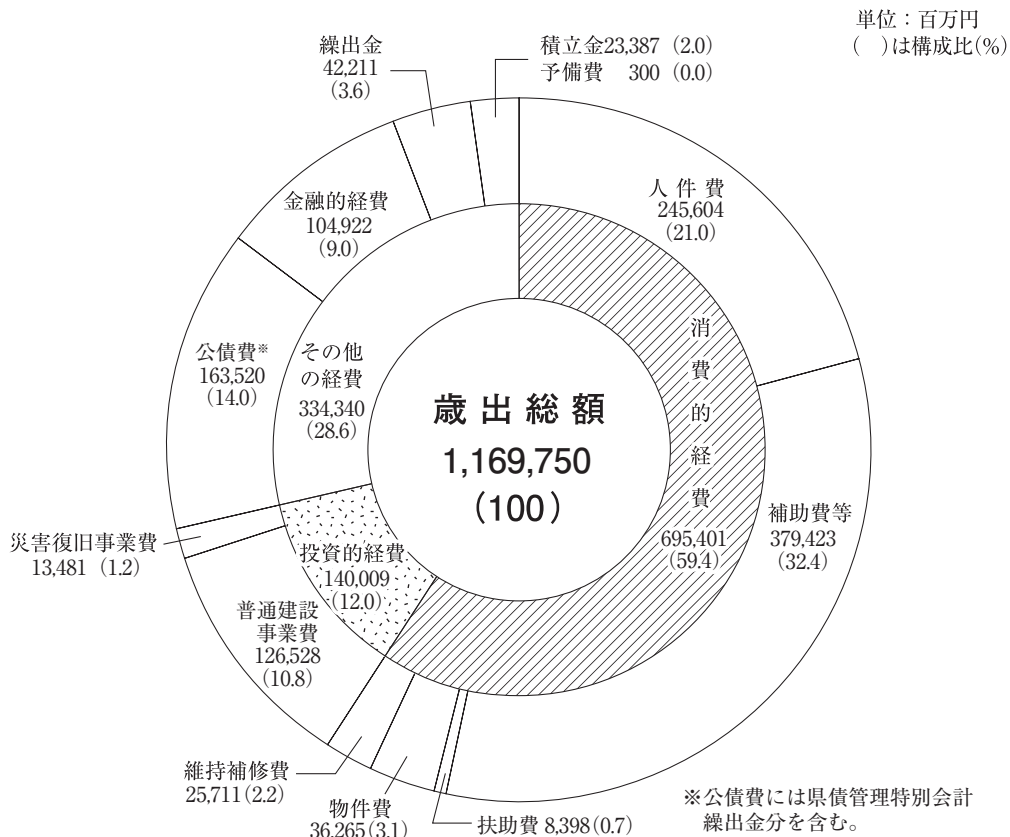 単位：百万円
(　)は構成比(%)
繰出金
42,211
(3.6)
積立金23,387 (2.0)
予備費　300 (0.0)
人件費
245,604
(21.0)
金融的経費
104,922
(9.0)
公債費※
163,520
(14.0)
その他
の経費
334,340
(28.6)
歳出総額
1,169,750
(100)
消費的経費
695,401
(59.4)
補助費等
379,423
(32.4)
災害復旧事業費
13,481 (1.2)
投資的経費
140,009
(12.0)
普通建設
事業費
126,528
(10.8)
維持補修費
25,711(2.2)
物件費
36,265(3.1)
扶助費 8,398(0.7)
※公債費には県債管理特別会計
繰出金分を含む。